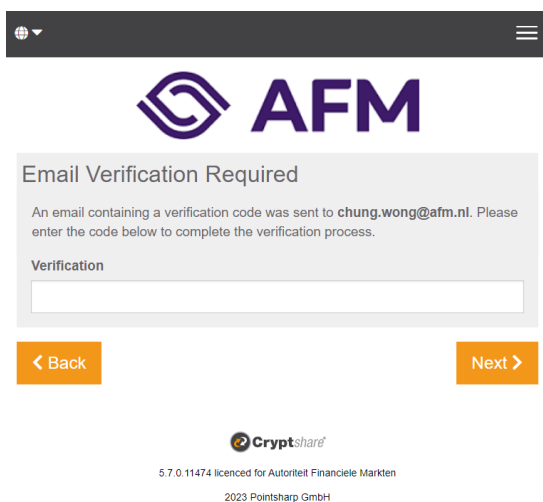 AFM
Email Verification Required
An email containing a verification code was sent to chung.wong@afm.nl. Please
enter the code below to complete the verification process.
Verification
Back
Next
Cryptshare
5.7.0.11474 licenced for Autoriteit Financiele Markten
2023 Pointsharp GmbH